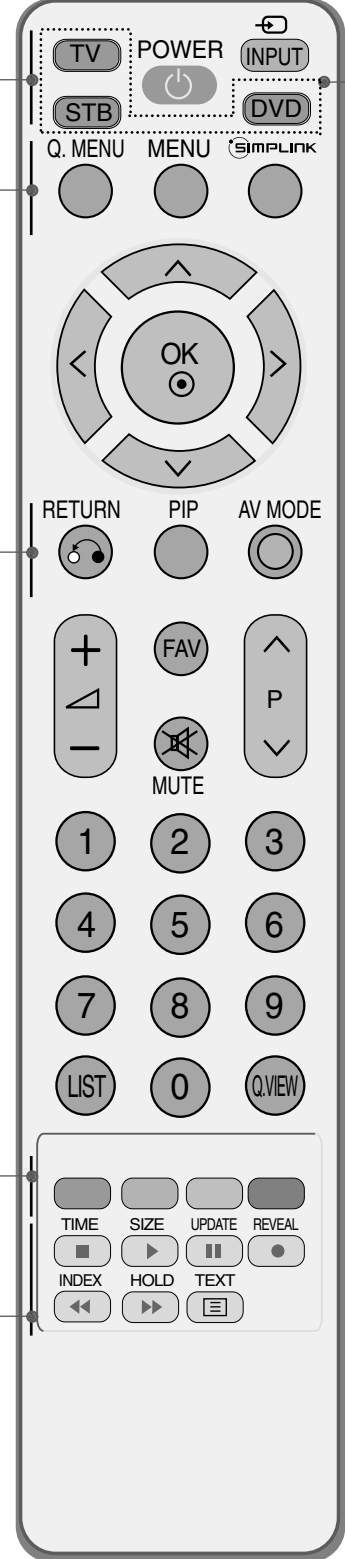 TV POWER INPUT
STB DVD
Q. MENU MENU SIMPLINK
OK
RETURN PIP AV MODE
+ FAV
P
-
MUTE
1 2 3
4 5 6
7 8 9
LIST 0 Q.VIEW
TIME SIZE UPDATE REVEAL
INDEX HOLD TEXT